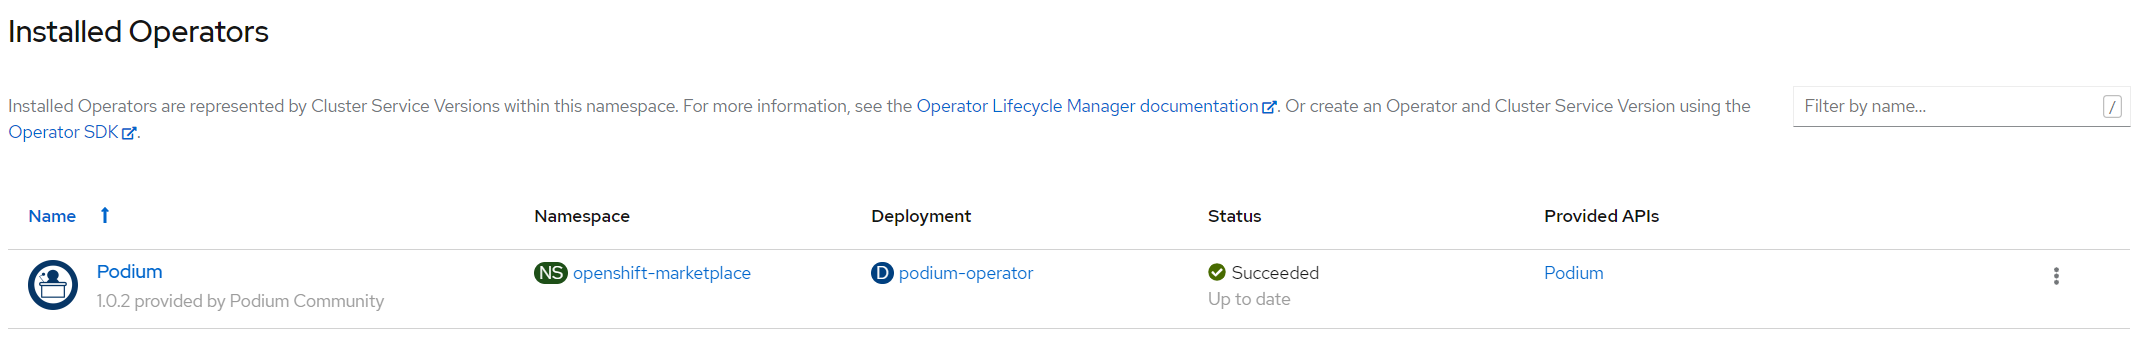 Installed Operators
Installed Operators are represented by Cluster Service Versions within this namespace. For more information, see the Operator Lifecycle Manager documentation. Or create an Operator and Cluster Service Version using the
Operator SDK.
Filter by name...
/
Name Namespace Deployment Status Provided APIs
Podium NS openshift-marketplace D podium-operator Succeeded Podium
1.0.2 provided by Podium Community Up to date